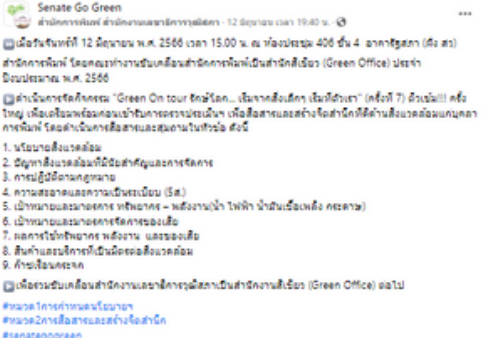 Senate Go Green
สำนักการพิมพ์ สำนักงานเลขาธิการวุฒิสภา · 12 มิถุนายน เวลา 19:40 น. ·
เมื่อวันจันทร์ที่ 12 มิถุนายน พ.ศ. 2566 เวลา 15.00 น. ณ ห้องประชุม 406 ชั้น 4 อาคารรัฐสภา (ฝั่ง สว)
สำนักการพิมพ์ โดยคณะทำงานขับเคลื่อนสำนักการพิมพ์เป็นสำนักสีเขียว (Green Office) ประจำ
ปีงบประมาณ พ.ศ. 2566
ดำเนินการจัดกิจกรรม "Green On tour รักษ์โลก... เริ่มจากสิ่งเล็กๆ เริ่มที่ตัวเรา" (ครั้งที่ 7) ติวเข้ม!!! ครั้ง
ใหญ่ เพื่อเตรียมพร้อมก่อนเข้ารับการตรวจประเมินฯ เพื่อสื่อสารและสร้างจิตสำนึกที่ดีด้านสิ่งแวดล้อมแก่บุคลา
การพิมพ์ โดยดำเนินการสื่อสารและสุ่มถามในหัวข้อ ดังนี้
1. นโยบายสิ่งแวดล้อม
2. ปัญหาสิ่งแวดล้อมที่มีนัยสำคัญและการจัดการ
3. การปฏิบัติตามกฎหมาย
4. ความสะอาดและความเป็นระเบียบ (5ส.)
5. เป้าหมายและมาตรการ ทรัพยากร – พลังงาน(น้ำ ไฟฟ้า น้ำมันเชื้อเพลิง กระดาษ)
6. เป้าหมายและมาตรการจัดการของเสีย
7. ผลการใช้ทรัพยากร พลังงาน และของเสีย
8. สินค้าและบริการที่เป็นมิตรต่อสิ่งแวดล้อม
9. ก๊าซเรือนกระจก
เพื่อร่วมขับเคลื่อนสำนักงานเลขาธิการวุฒิสภาเป็นสำนักงานสีเขียว (Green Office) ต่อไป
#หมวด1การกำหนดนโยบายฯ
#หมวด2การสื่อสารและสร้างจิตสำนึก
#senategogreen